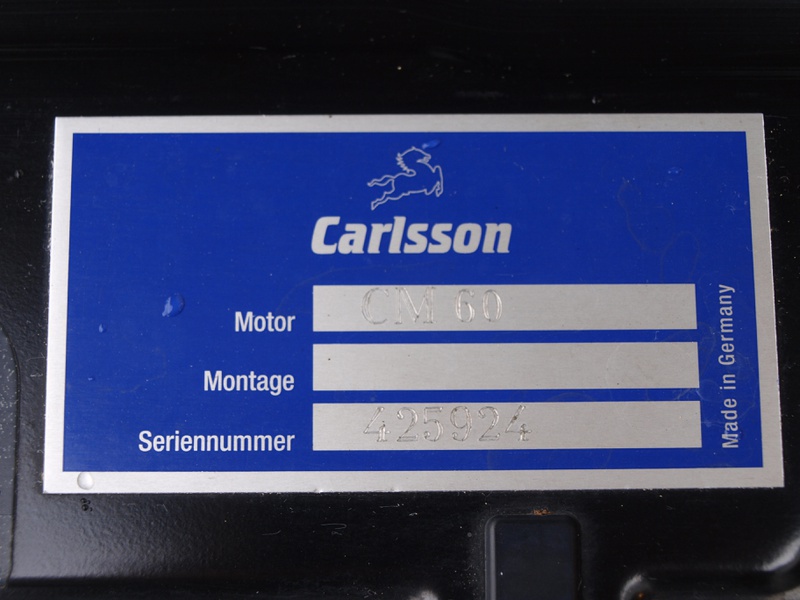 Carlsson
Motor CM 60
Montage
Seriennummer 425924
Made in Germany